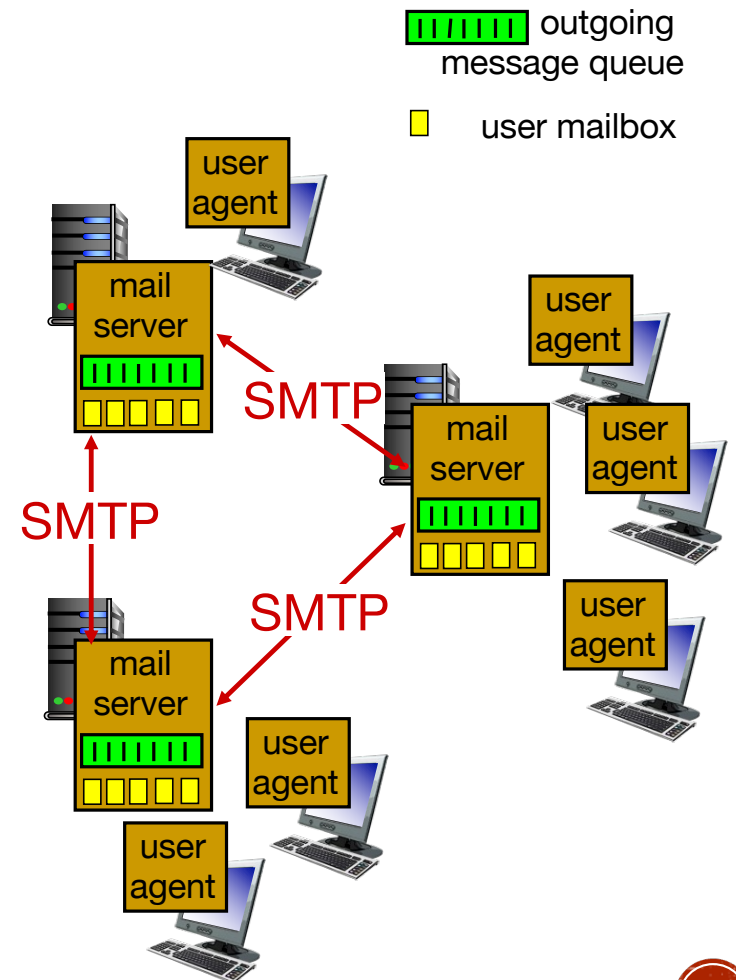 outgoing
message queue
user mailbox
user
agent
mail
server
SMTP
user
agent
mail
server
user
agent
SMTP
SMTP
user
agent
mail
server
user
agent
user
agent